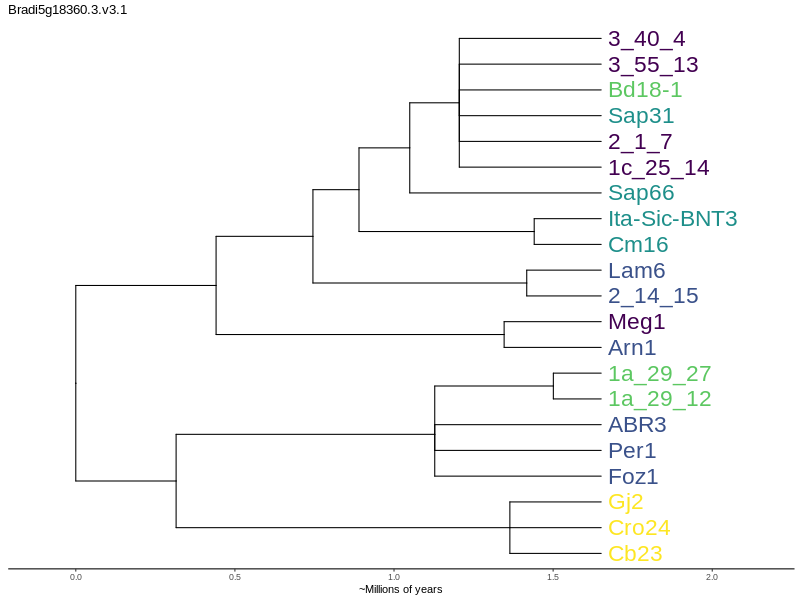 Bradi5g18360.3.v3.1
3_40_4
3_55_13
Bd18-1
Sap31
2_1_7
1c_25_14
Sap66
Ita-Sic-BNT3
Cm16
Lam6
2_14_15
Meg1
Arn1
1a_29_27
1a_29_12
ABR3
Per1
Foz1
Gj2
Cro24
Cb23
0.0 0.5 1.0 1.5 2.0
~Millions of years